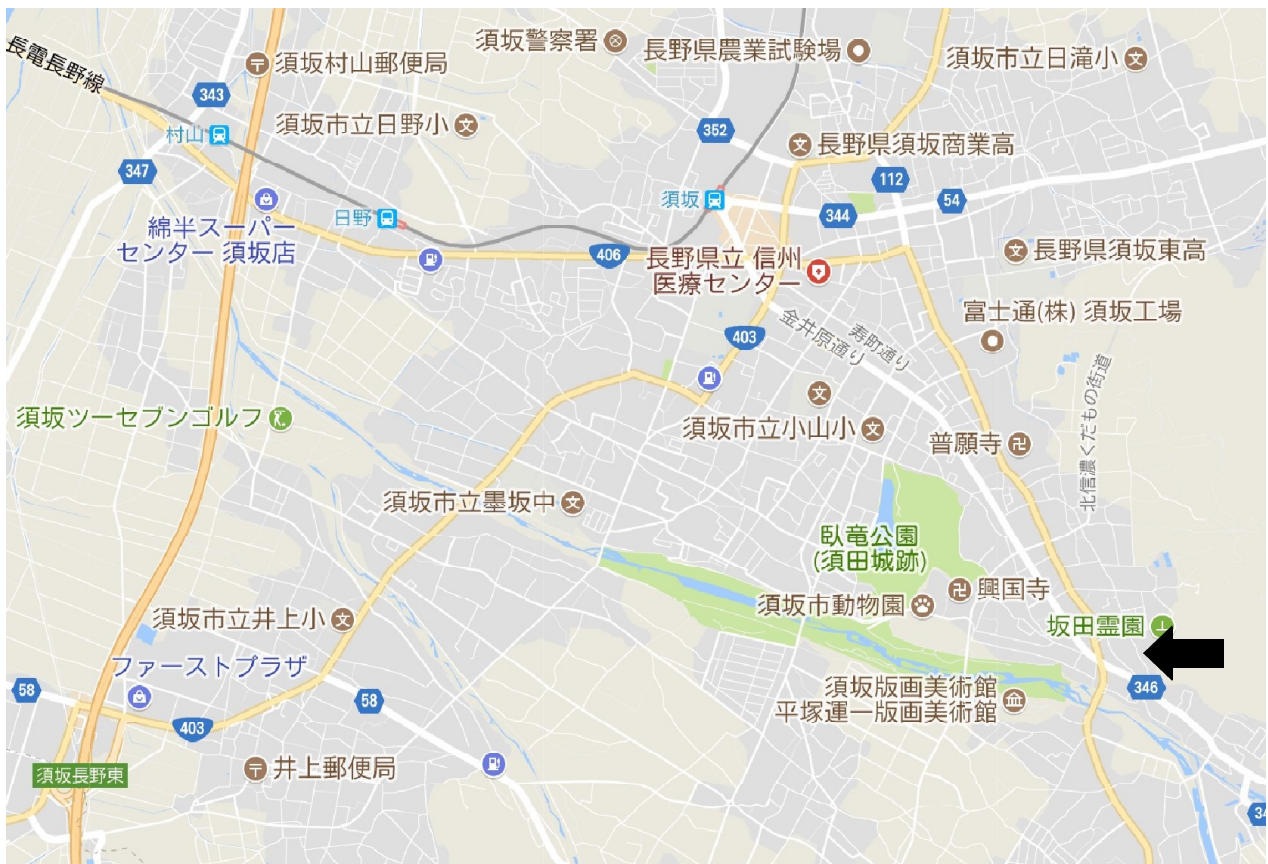 須坂警察署
長野県農業試験場
須坂市立日滝小
長電長野線
須坂村山郵便局
343
村山
須坂市立日野小
352
長野県須坂商業高
347
112
綿半スーパー
センター 須坂店
日野
須坂
344
54
406
長野県立 信州
医療センター
長野県須坂東高
富士通(株) 須坂工場
403
金井原通り
寿町通り
北信濃くだもの街道
須坂ツーセブンゴルフ
須坂市立小山小
普願寺
須坂市立墨坂中
臥竜公園
(須田城跡)
須坂市動物園
興国寺
須坂市立井上小
坂田霊園
ファーストプラザ
58
58
須坂版画美術館
平塚運一版画美術館
346
403
須坂長野東
井上郵便局
34